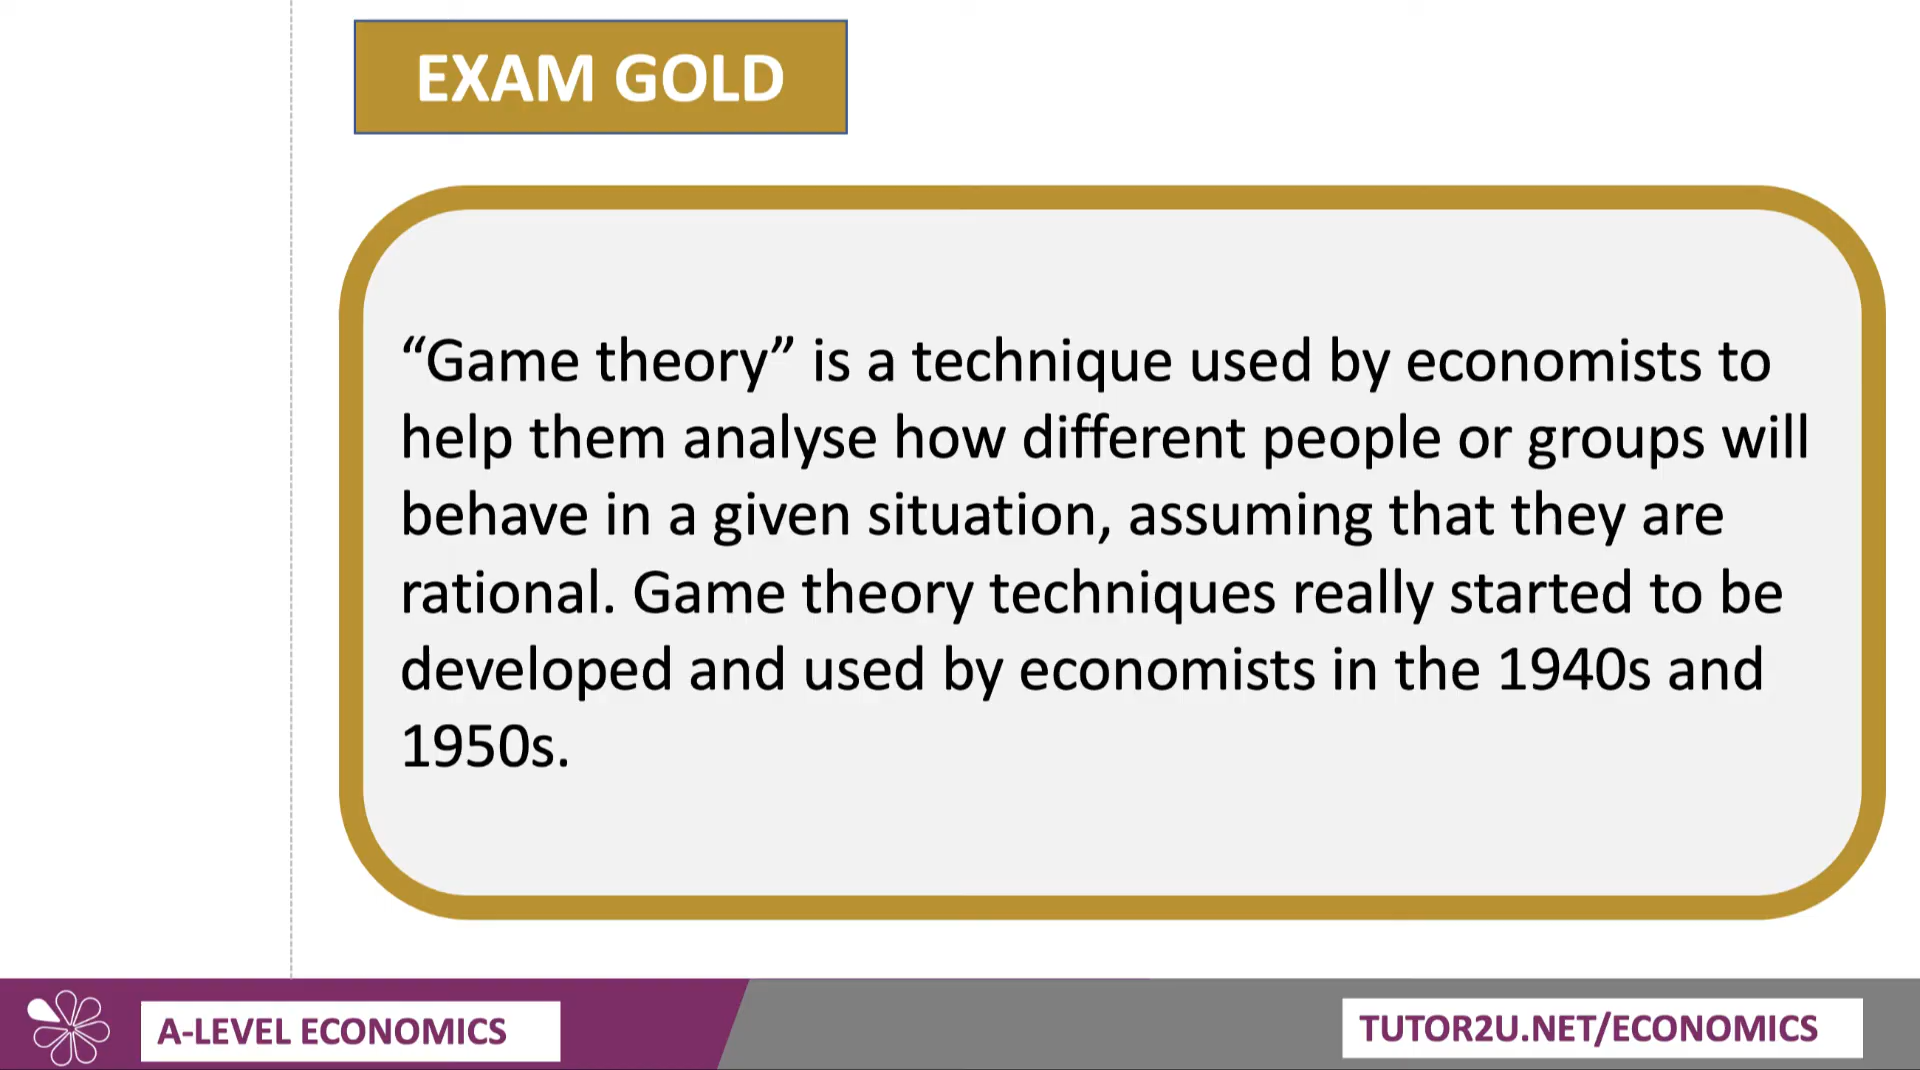 EXAM GOLD
“Game theory” is a technique used by economists to
help them analyse how different people or groups will
behave in a given situation, assuming that they are
rational. Game theory techniques really started to be
developed and used by economists in the 1940s and
1950s.
A-LEVEL ECONOMICS
TUTOR2U.NET/ECONOMICS